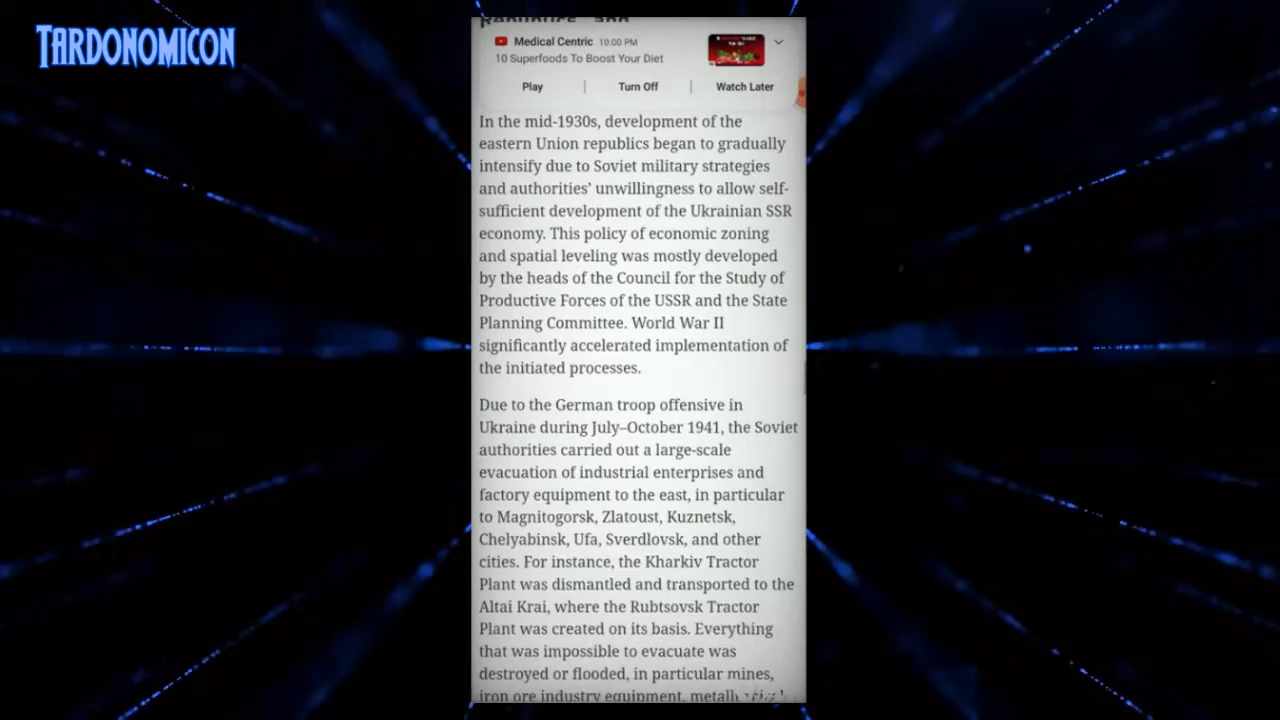 TARDONOMICON
Republics, and
Medical Centric 10:00 PM
10 Superfoods To Boost Your Diet
Play | Turn Off | Watch Later
In the mid-1930s, development of the
eastern Union republics began to gradually
intensify due to Soviet military strategies
and authorities’ unwillingness to allow self-
sufficient development of the Ukrainian SSR
economy. This policy of economic zoning
and spatial leveling was mostly developed
by the heads of the Council for the Study of
Productive Forces of the USSR and the State
Planning Committee. World War II
significantly accelerated implementation of
the initiated processes.
Due to the German troop offensive in
Ukraine during July–October 1941, the Soviet
authorities carried out a large-scale
evacuation of industrial enterprises and
factory equipment to the east, in particular
to Magnitogorsk, Zlatoust, Kuznetsk,
Chelyabinsk, Ufa, Sverdlovsk, and other
cities. For instance, the Kharkiv Tractor
Plant was dismantled and transported to the
Altai Krai, where the Rubtsovsk Tractor
Plant was created on its basis. Everything
that was impossible to evacuate was
destroyed or flooded, in particular mines,
iron ore industry equipment,